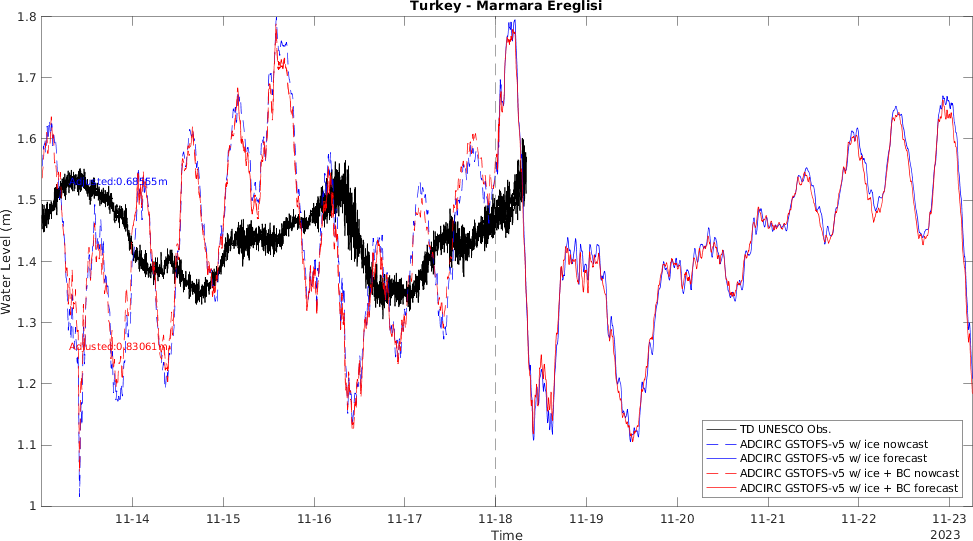 Turkey - Marmara Ereglisi
1.8
1.7
1.6
1.5
1.4
1.3
1.2
1.1
1
Water Level (m)
Adjusted:0.68555m
Adjusted:0.83061m
TD UNESCO Obs.
ADCIRC GSTOFS-v5 w/ ice nowcast
ADCIRC GSTOFS-v5 w/ ice forecast
ADCIRC GSTOFS-v5 w/ ice + BC nowcast
ADCIRC GSTOFS-v5 w/ ice + BC forecast
11-14 11-15 11-16 11-17 11-18 11-19 11-20 11-21 11-22 11-23
Time
2023